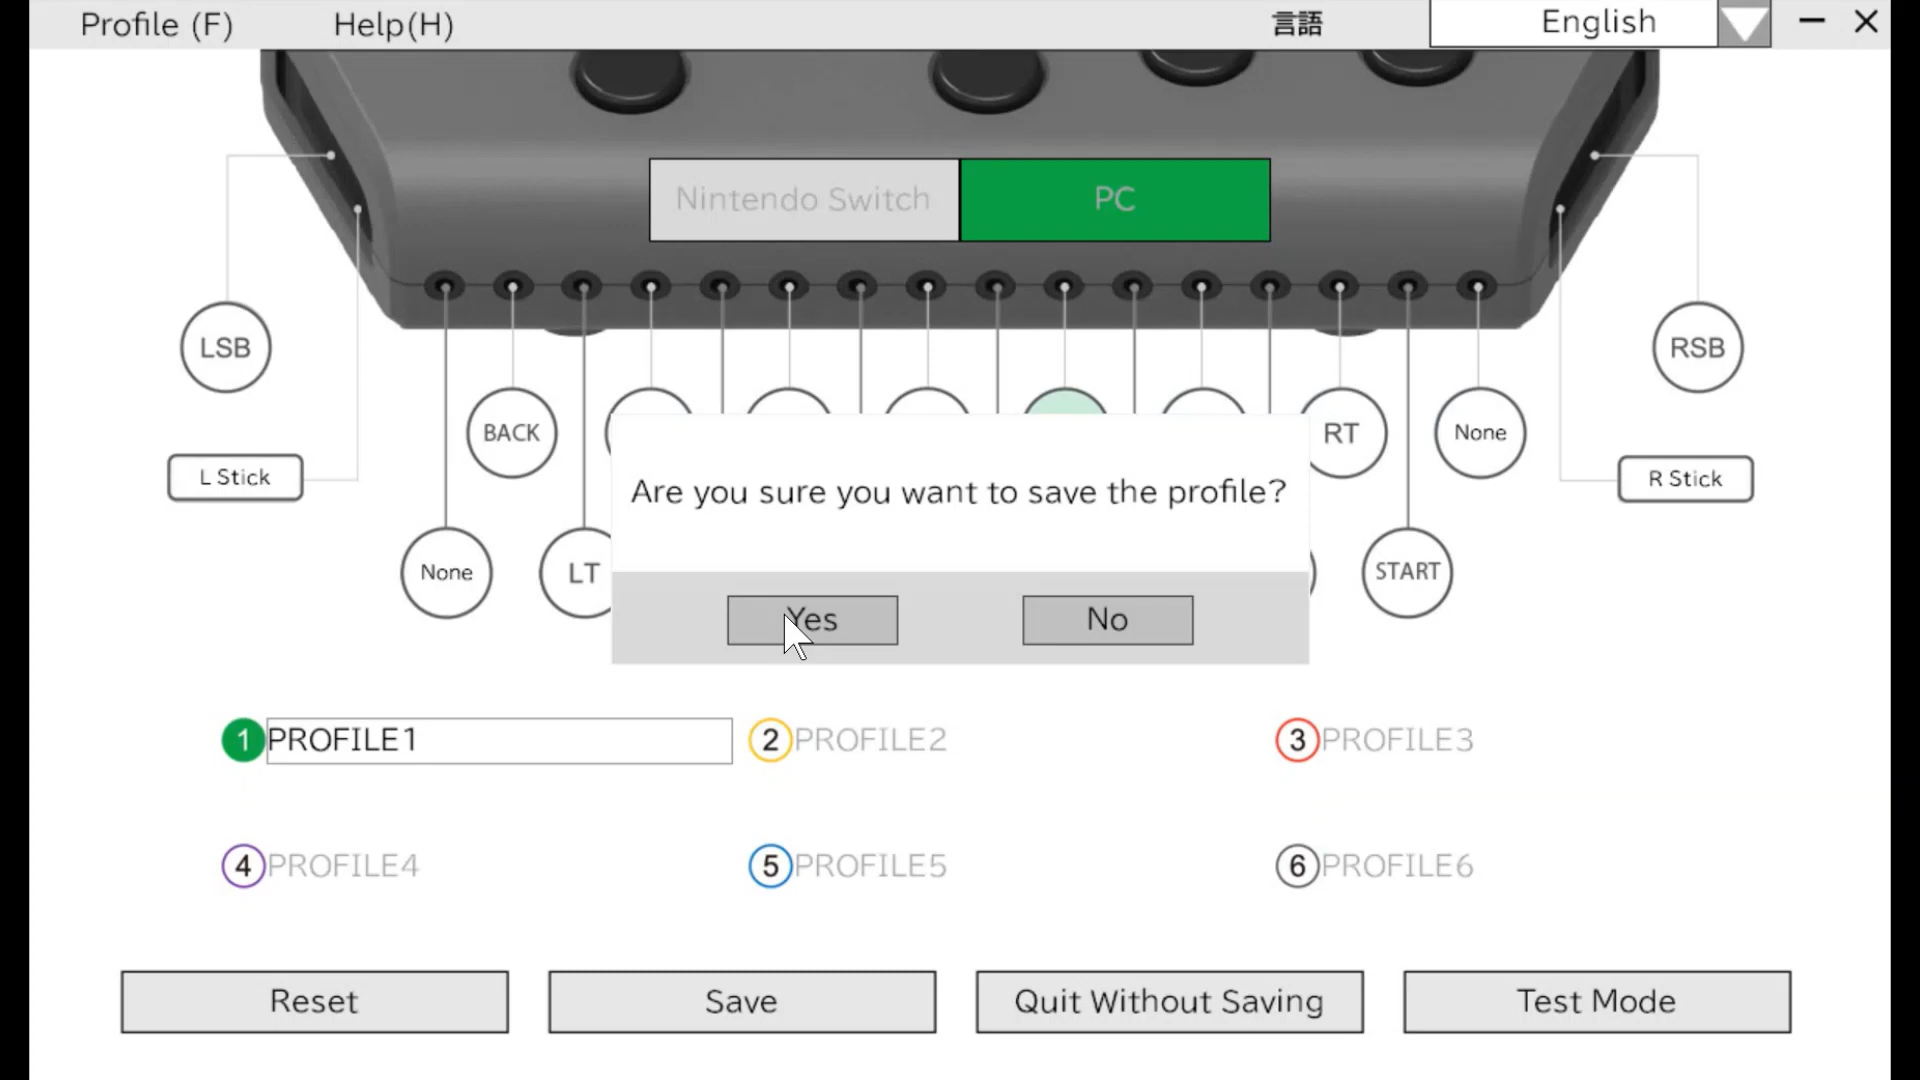 Profile (F) Help(H) 言語 English
Nintendo Switch PC
LSB RSB
BACK RT None
L Stick R Stick
Are you sure you want to save the profile?
None LT START
Yes No
1 PROFILE1 2 PROFILE2 3 PROFILE3
4 PROFILE4 5 PROFILE5 6 PROFILE6
Reset Save Quit Without Saving Test Mode